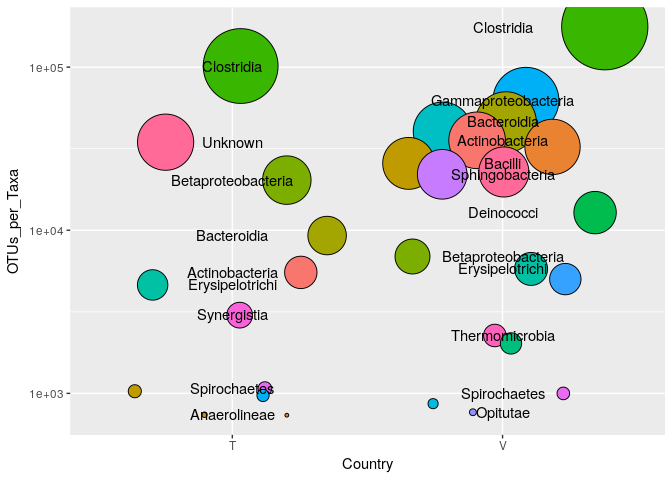 Clostridia
1e+05
Clostridia
Gammaproteobacteria
Bacteroidia
Actinobacteria
Unknown
Bacilli
Sphingobacteria
Betaproteobacteria
Deinococci
OTUs_per_Taxa
1e+04
Bacteroidia
Betaproteobacteria
Erysipelotrichi
Actinobacteria
Erysipelotrichi
Synergistia
Thermomicrobia
1e+03
Spirochaetes
Spirochaetes
Anaerolineae
Opitutae
T
V
Country